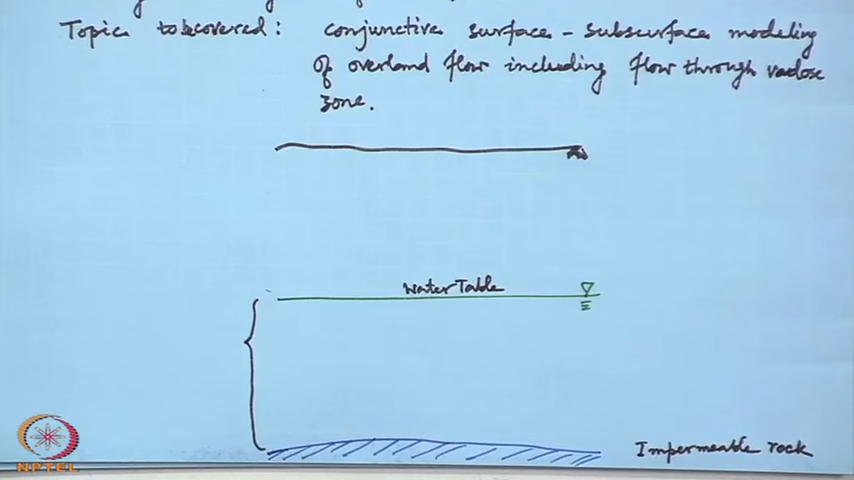 Topic to be covered: conjunctive surface - subsurface modeling
of overland flow including flow through vadose
zone.
Water Table
Impermeable rock
NPTEL